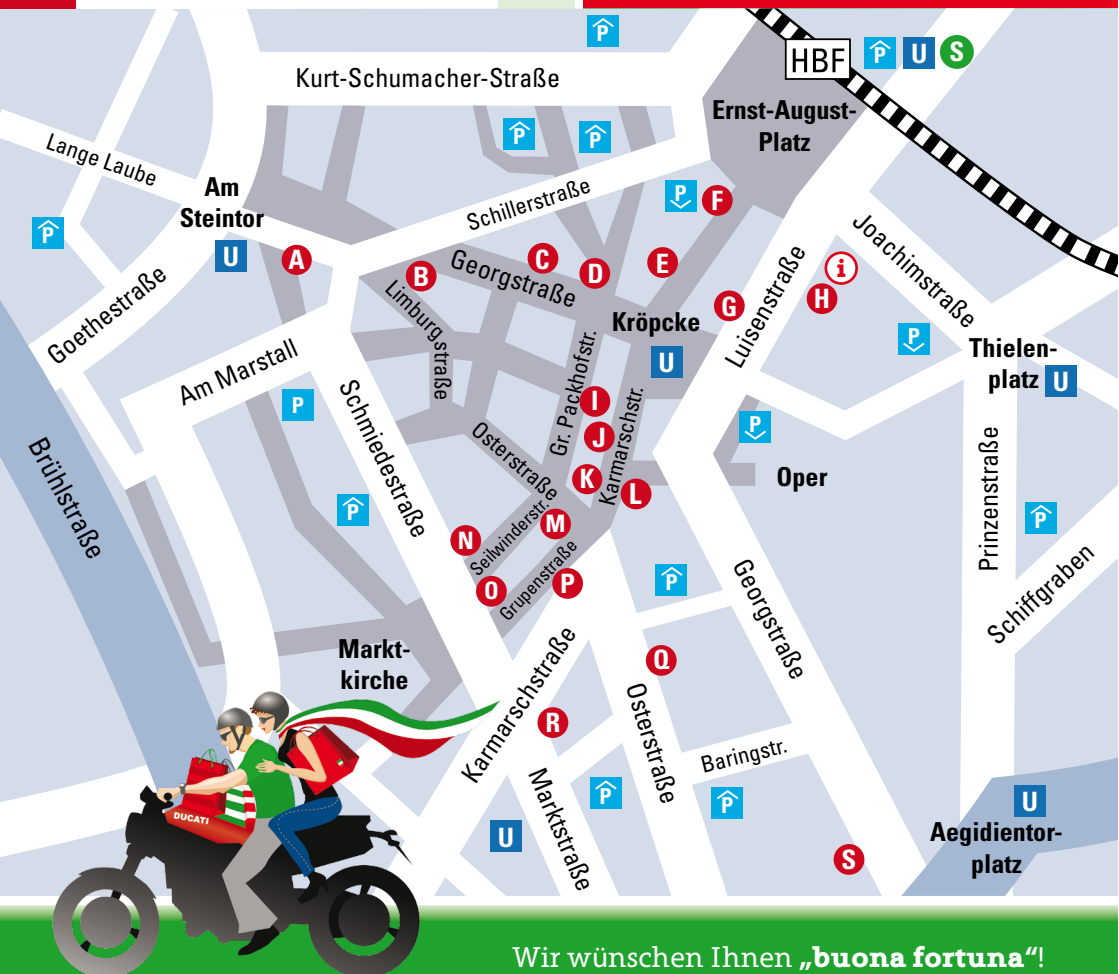 P
HBF
P U S
Kurt-Schumacher-Straße
Ernst-August-
Platz
P
P
Lange Laube
Am
Steintor
Schillerstraße
P
F
P
U
A
B
Georgstraße
C
D
E
Luisenstraße
i
H
G
Joachimstraße
Goethestraße
Limburgstraße
Kröpcke
U
P
Thielen-
platz U
Am Marstall
P
Schmiedestraße
Gr. Packhofstr.
I
J
K
Karmarschstr.
L
P
Oper
Brühlstraße
Osterstraße
P
N
Seilwinderstr.
M
O
Grupenstraße
P
P
Georgstraße
Prinzenstraße
P
Schiffgraben
Markt-
kirche
Karmarschstraße
R
Q
Osterstraße
Baringstr.
Marktstraße
P
P
U
U
Aegidientor-
platz
S
DUCATI
Wir wünschen Ihnen „buona fortuna“!